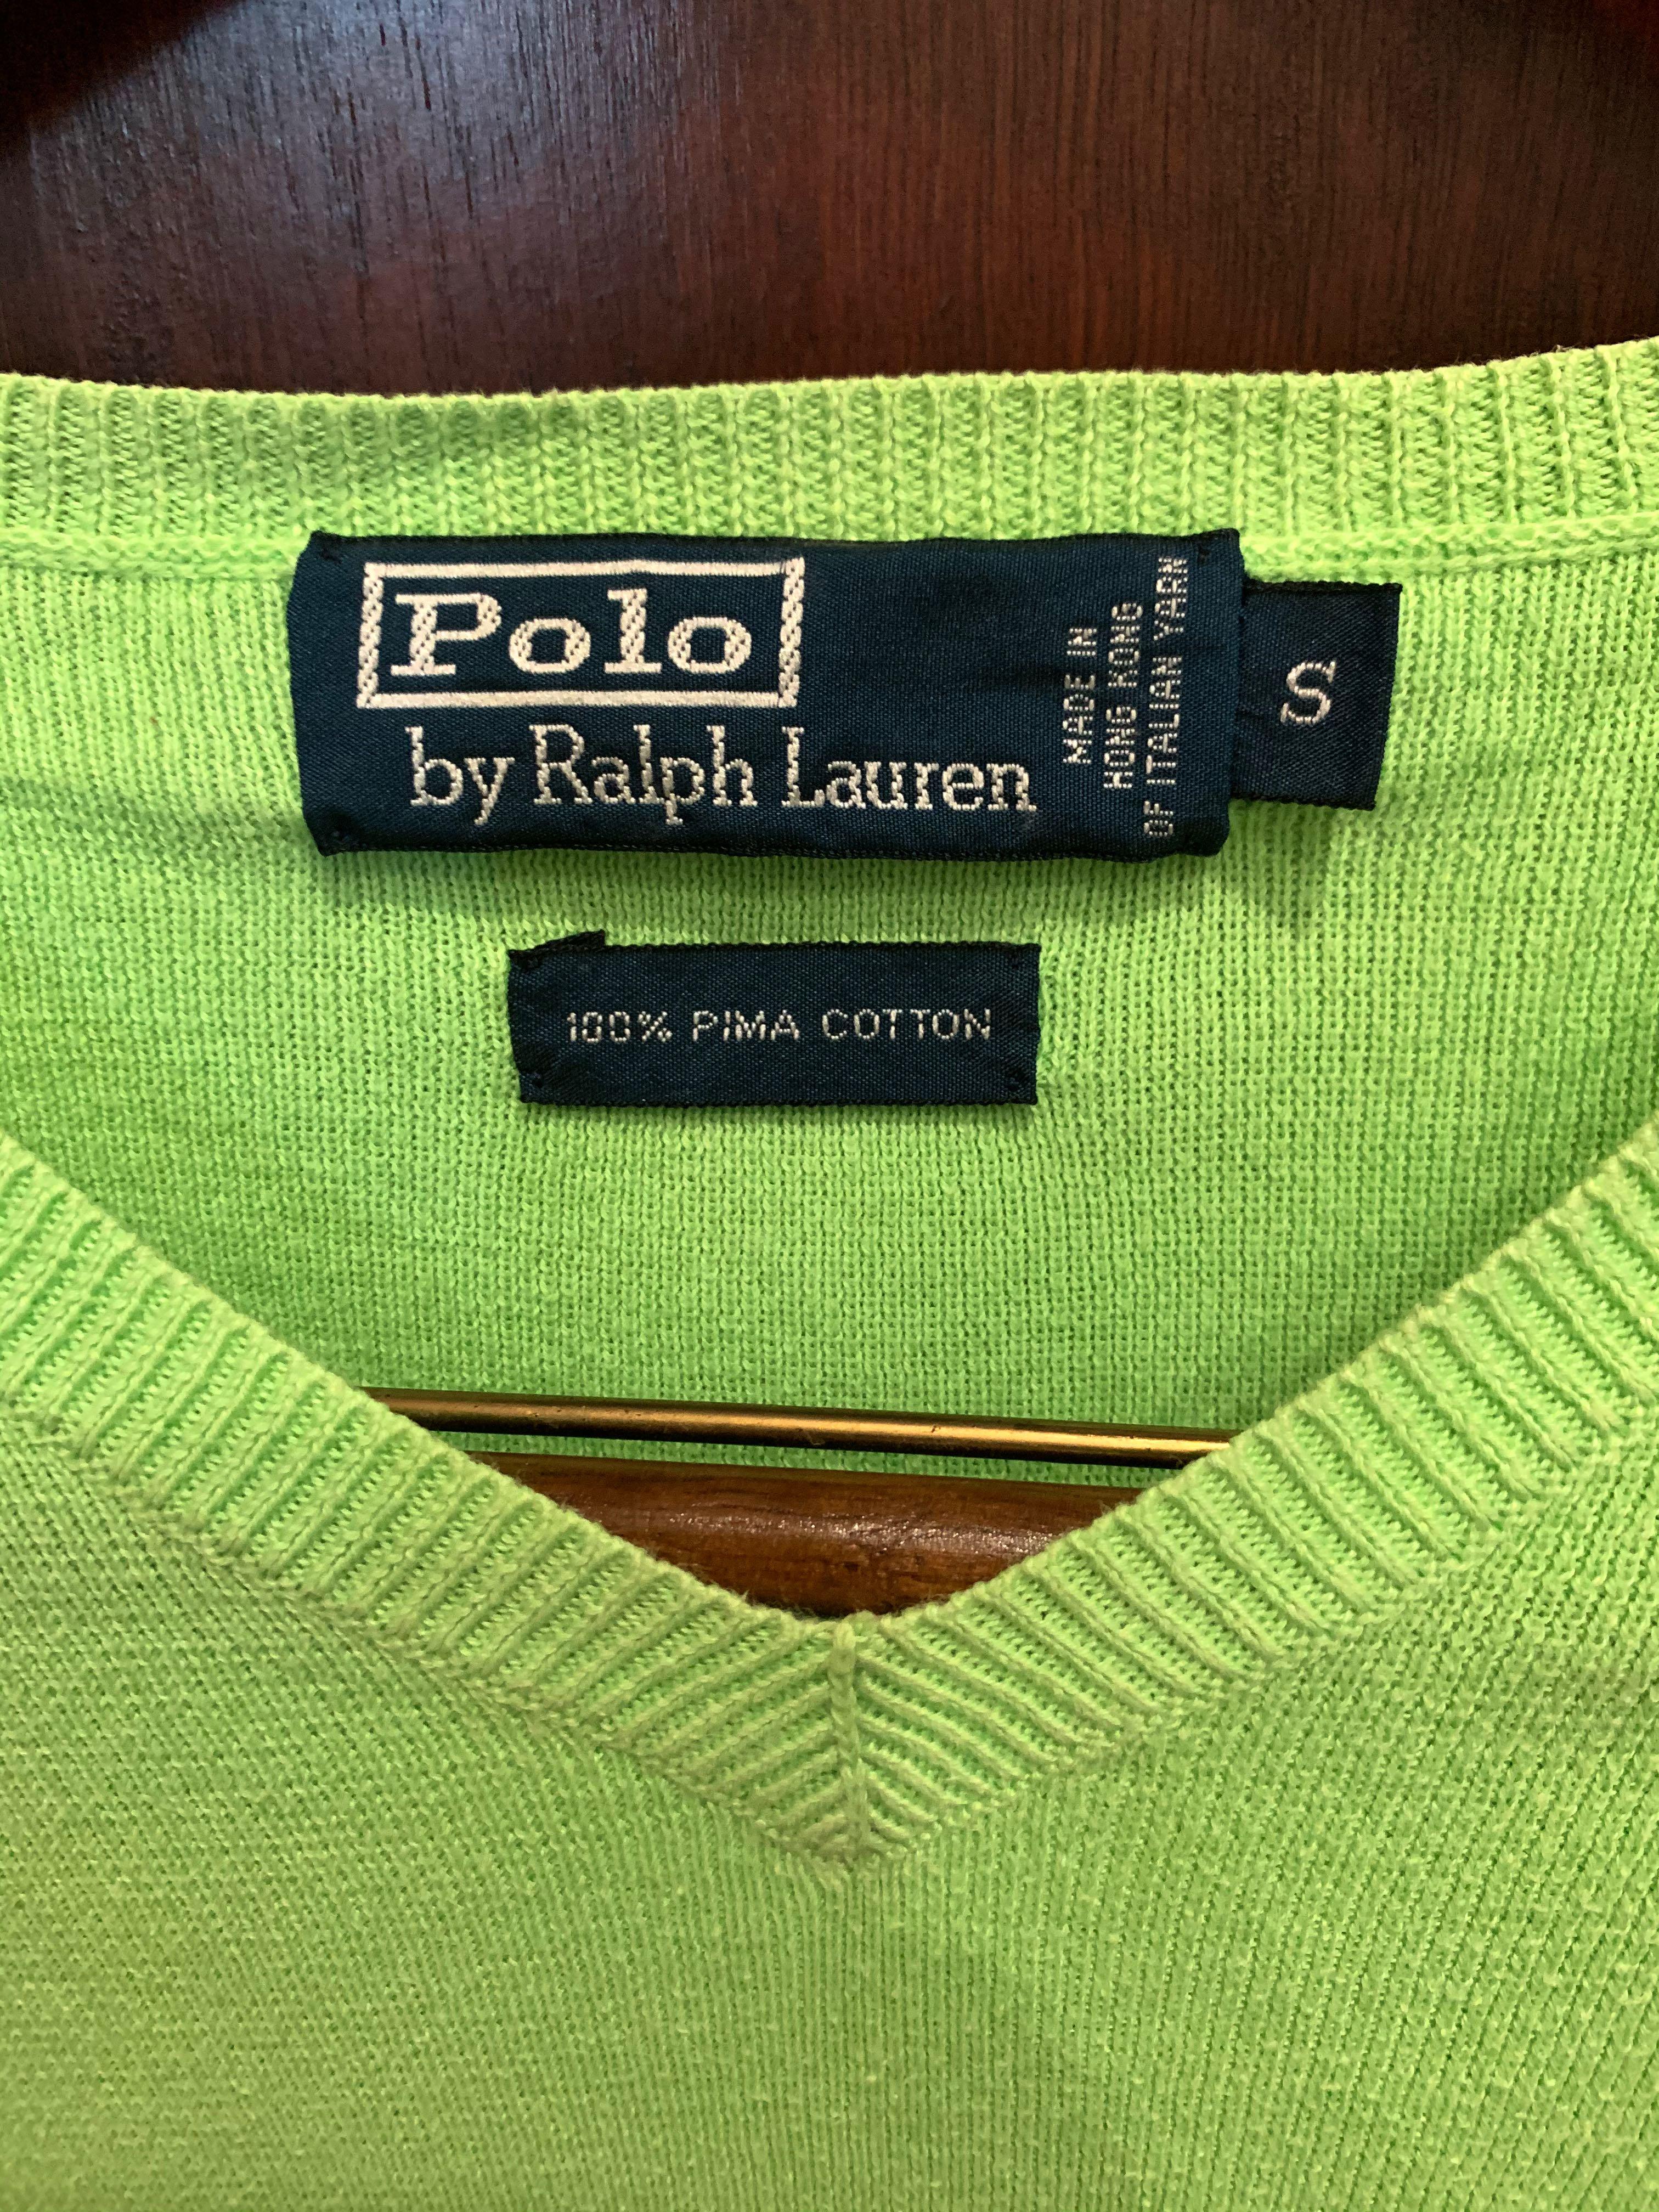 Polo
by Ralph Lauren
MADE IN
HONG KONG
OF ITALIAN YARN
S
100% PIMA COTTON